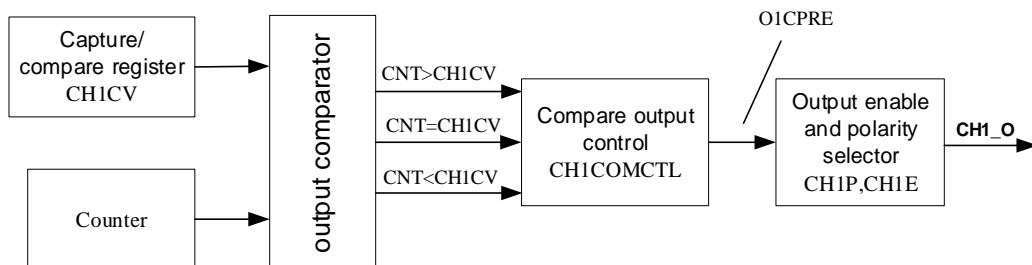 O1CPRE
Capture/
compare register
CH1CV
output comparator
CNT>CH1CV
CNT=CH1CV
CNT<CH1CV
Compare output
control
CH1COMCTL
Output enable
and polarity
selector
CH1P,CH1E
CH1_O
Counter